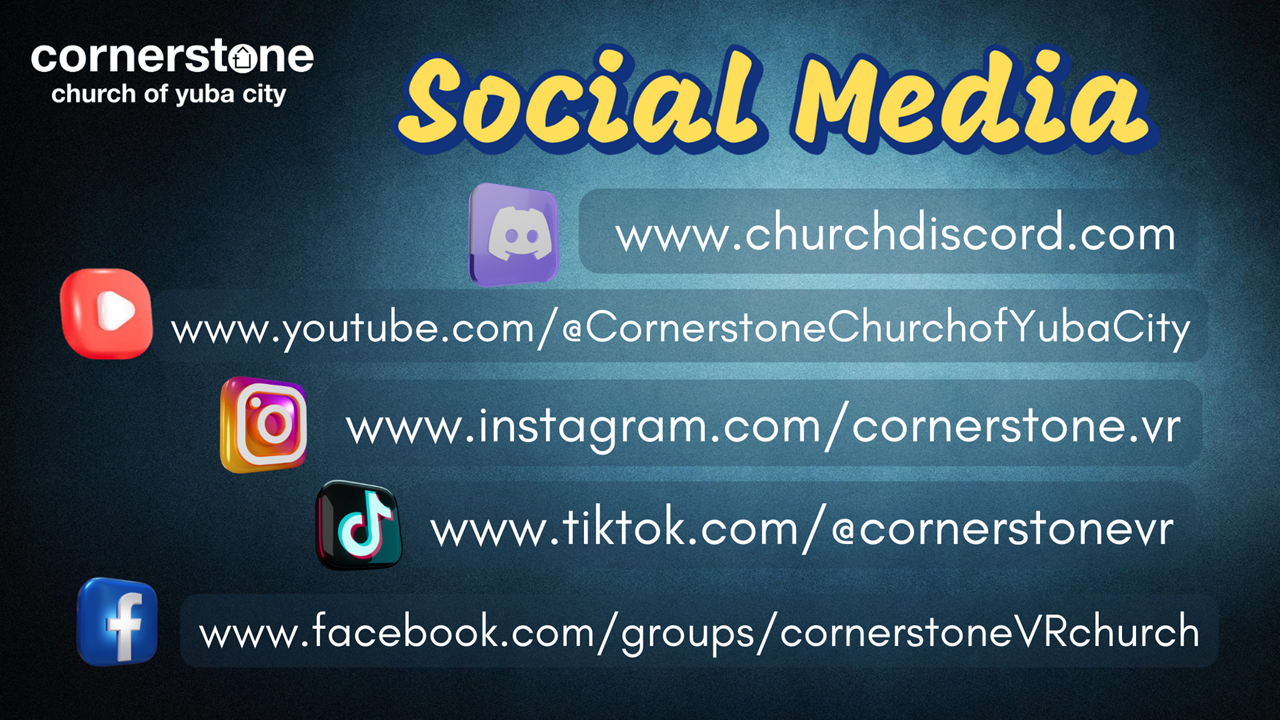 cornerstone
church of yuba city
Social Media
www.churchdiscord.com
www.youtube.com/@CornerstoneChurchofYubaCity
www.instagram.com/cornerstone.vr
www.tiktok.com/@cornerstonevr
www.facebook.com/groups/cornerstoneVRchurch